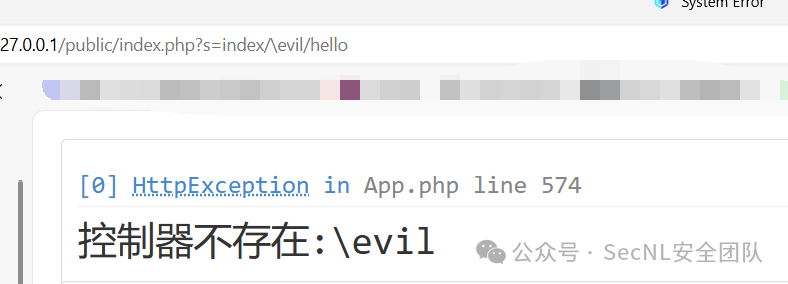 System Error
27.0.0.1/public/index.php?s=index/\evil/hello
[0] HttpException in App.php line 574
控制器不存在:\evil
公众号 · SecNL安全团队